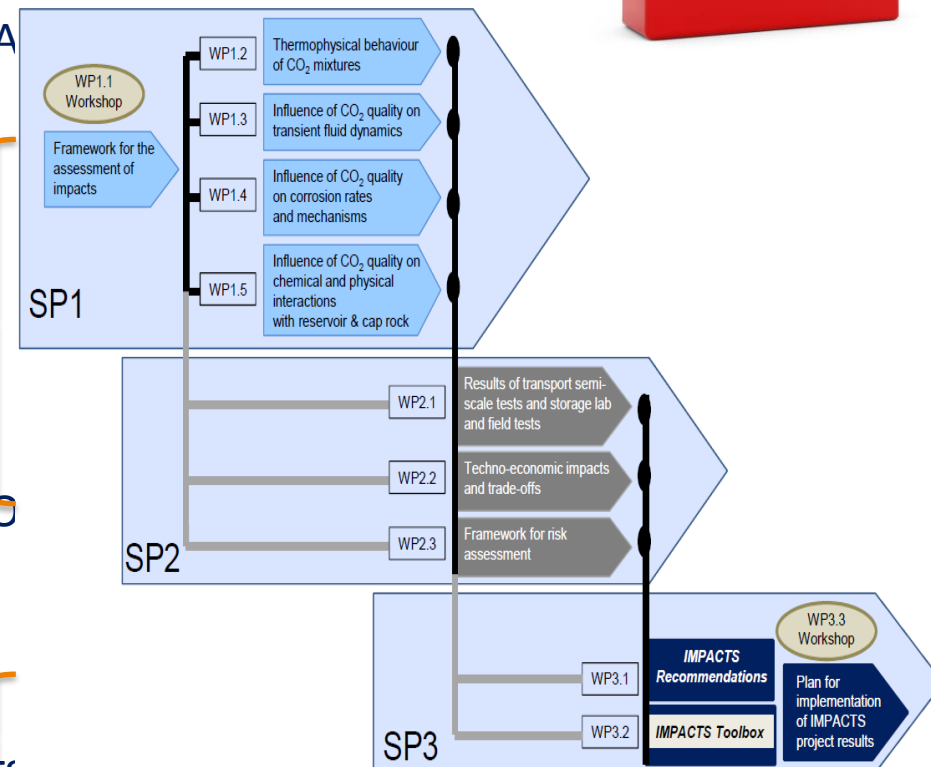 WP1.1
Workshop
Framework for the
assessment of
impacts
WP1.2
Thermophysical behaviour
of CO₂ mixtures
WP1.3
Influence of CO₂ quality on
transient fluid dynamics
WP1.4
Influence of CO₂ quality
on corrosion rates
and mechanisms
WP1.5
Influence of CO₂ quality on
chemical and physical
interactions
with reservoir & cap rock
SP1
WP2.1
Results of transport semi-
scale tests and storage lab
and field tests
WP2.2
Techno-economic impacts
and trade-offs
WP2.3
Framework for risk
assessment
SP2
WP3.1
IMPACTS
Recommendations
WP3.2
IMPACTS Toolbox
WP3.3
Workshop
Plan for
implementation
of IMPACTS
project results
SP3